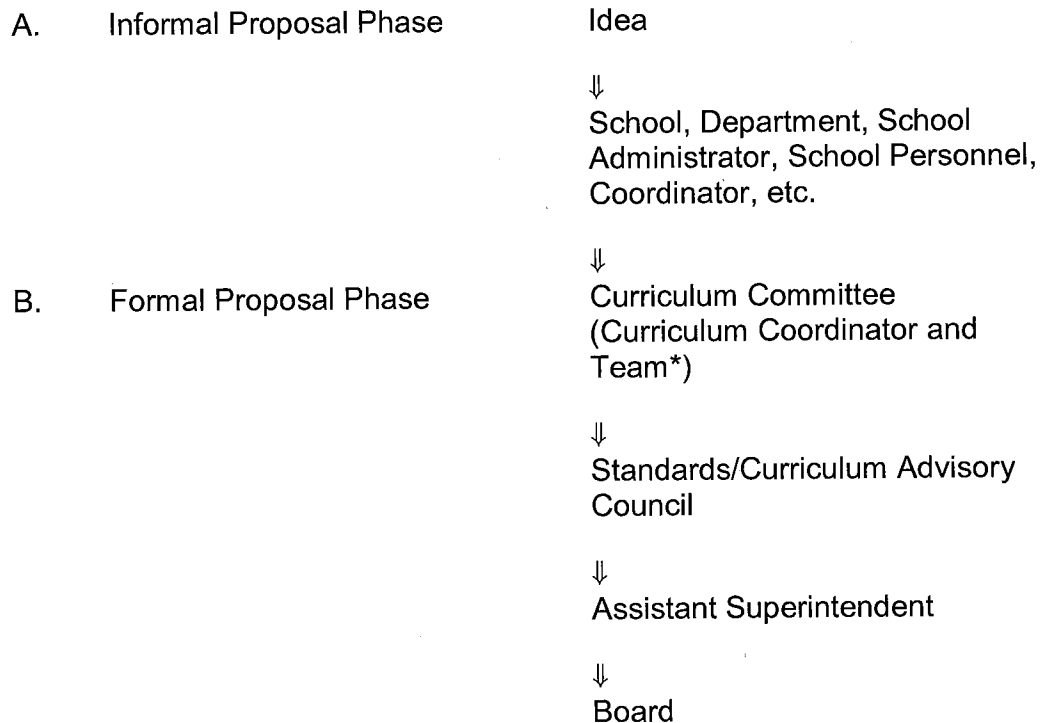 A. Informal Proposal Phase Idea
⇓
School, Department, School
Administrator, School Personnel,
Coordinator, etc.
⇓
B. Formal Proposal Phase Curriculum Committee
(Curriculum Coordinator and
Team*)
⇓
Standards/Curriculum Advisory
Council
⇓
Assistant Superintendent
⇓
Board